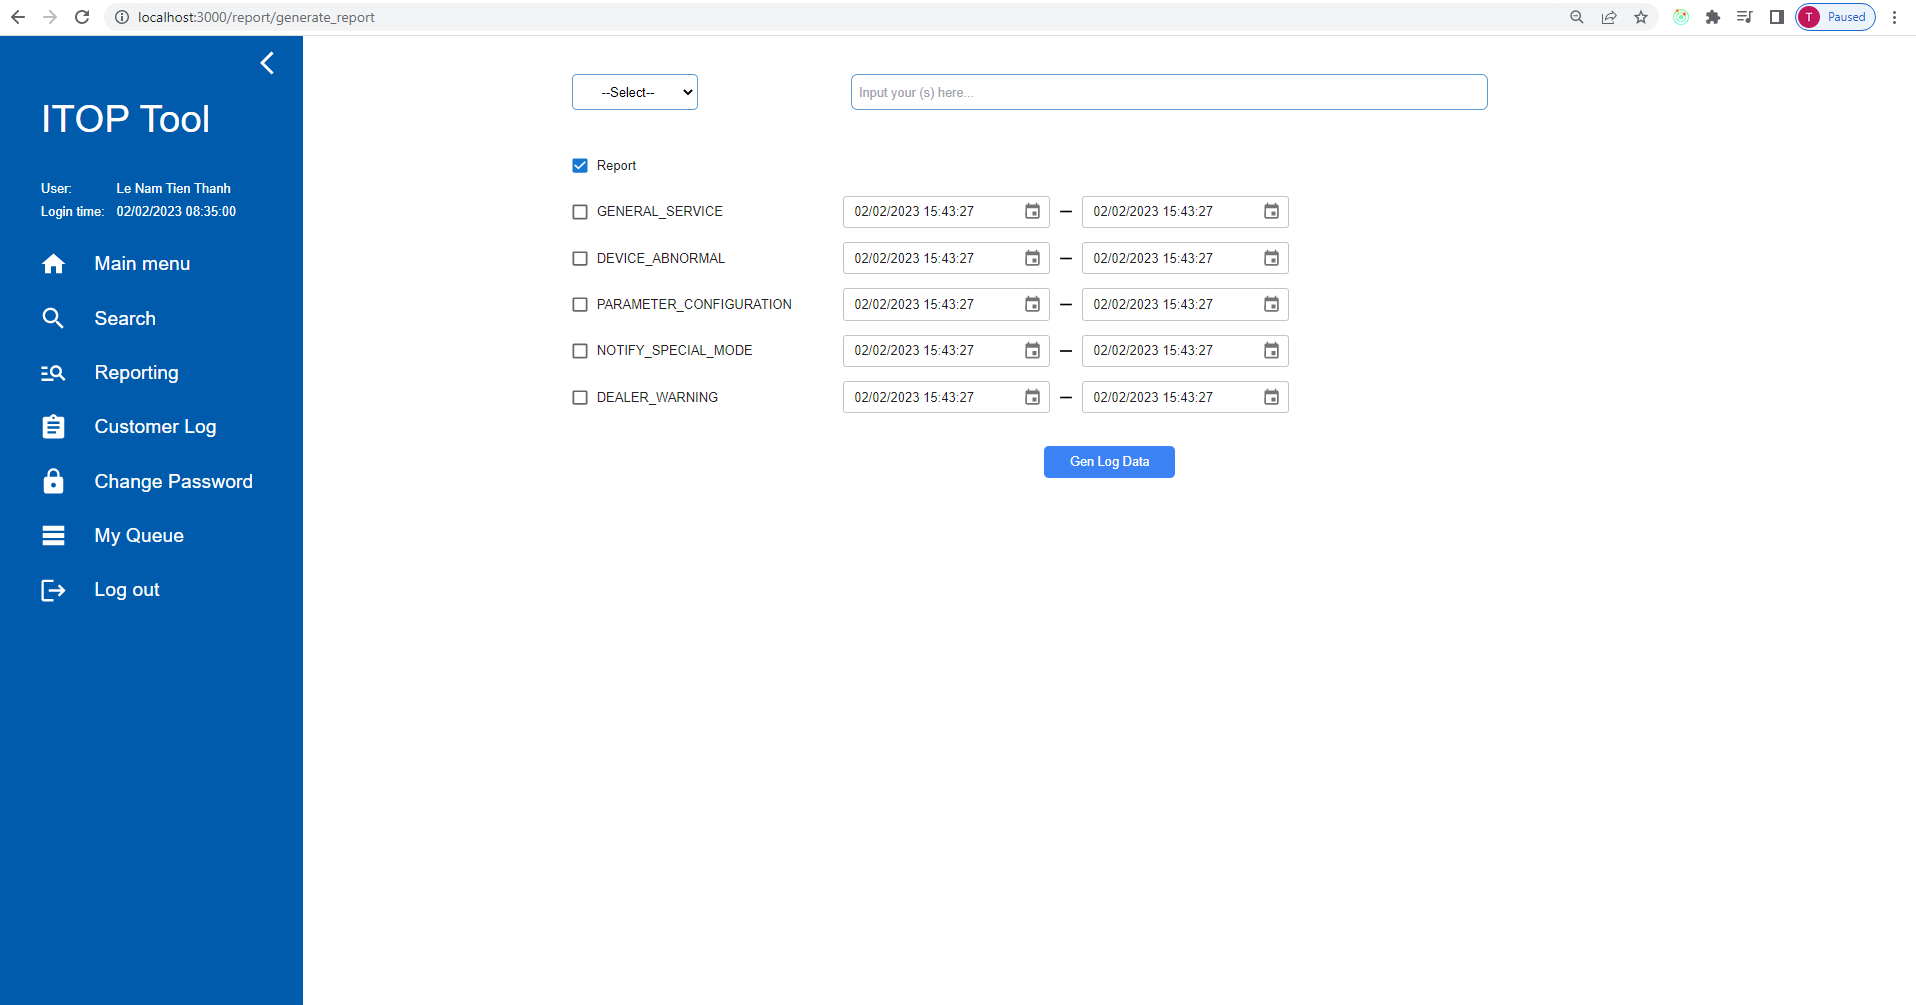 localhost:3000/report/generate_report
T Paused
ITOP Tool
User: Le Nam Tien Thanh
Login time: 02/02/2023 08:35:00
Main menu
Search
Reporting
Customer Log
Change Password
My Queue
Log out
--Select-- Input your (s) here...
Report
GENERAL_SERVICE 02/02/2023 15:43:27 — 02/02/2023 15:43:27
DEVICE_ABNORMAL 02/02/2023 15:43:27 — 02/02/2023 15:43:27
PARAMETER_CONFIGURATION 02/02/2023 15:43:27 — 02/02/2023 15:43:27
NOTIFY_SPECIAL_MODE 02/02/2023 15:43:27 — 02/02/2023 15:43:27
DEALER_WARNING 02/02/2023 15:43:27 — 02/02/2023 15:43:27
Gen Log Data